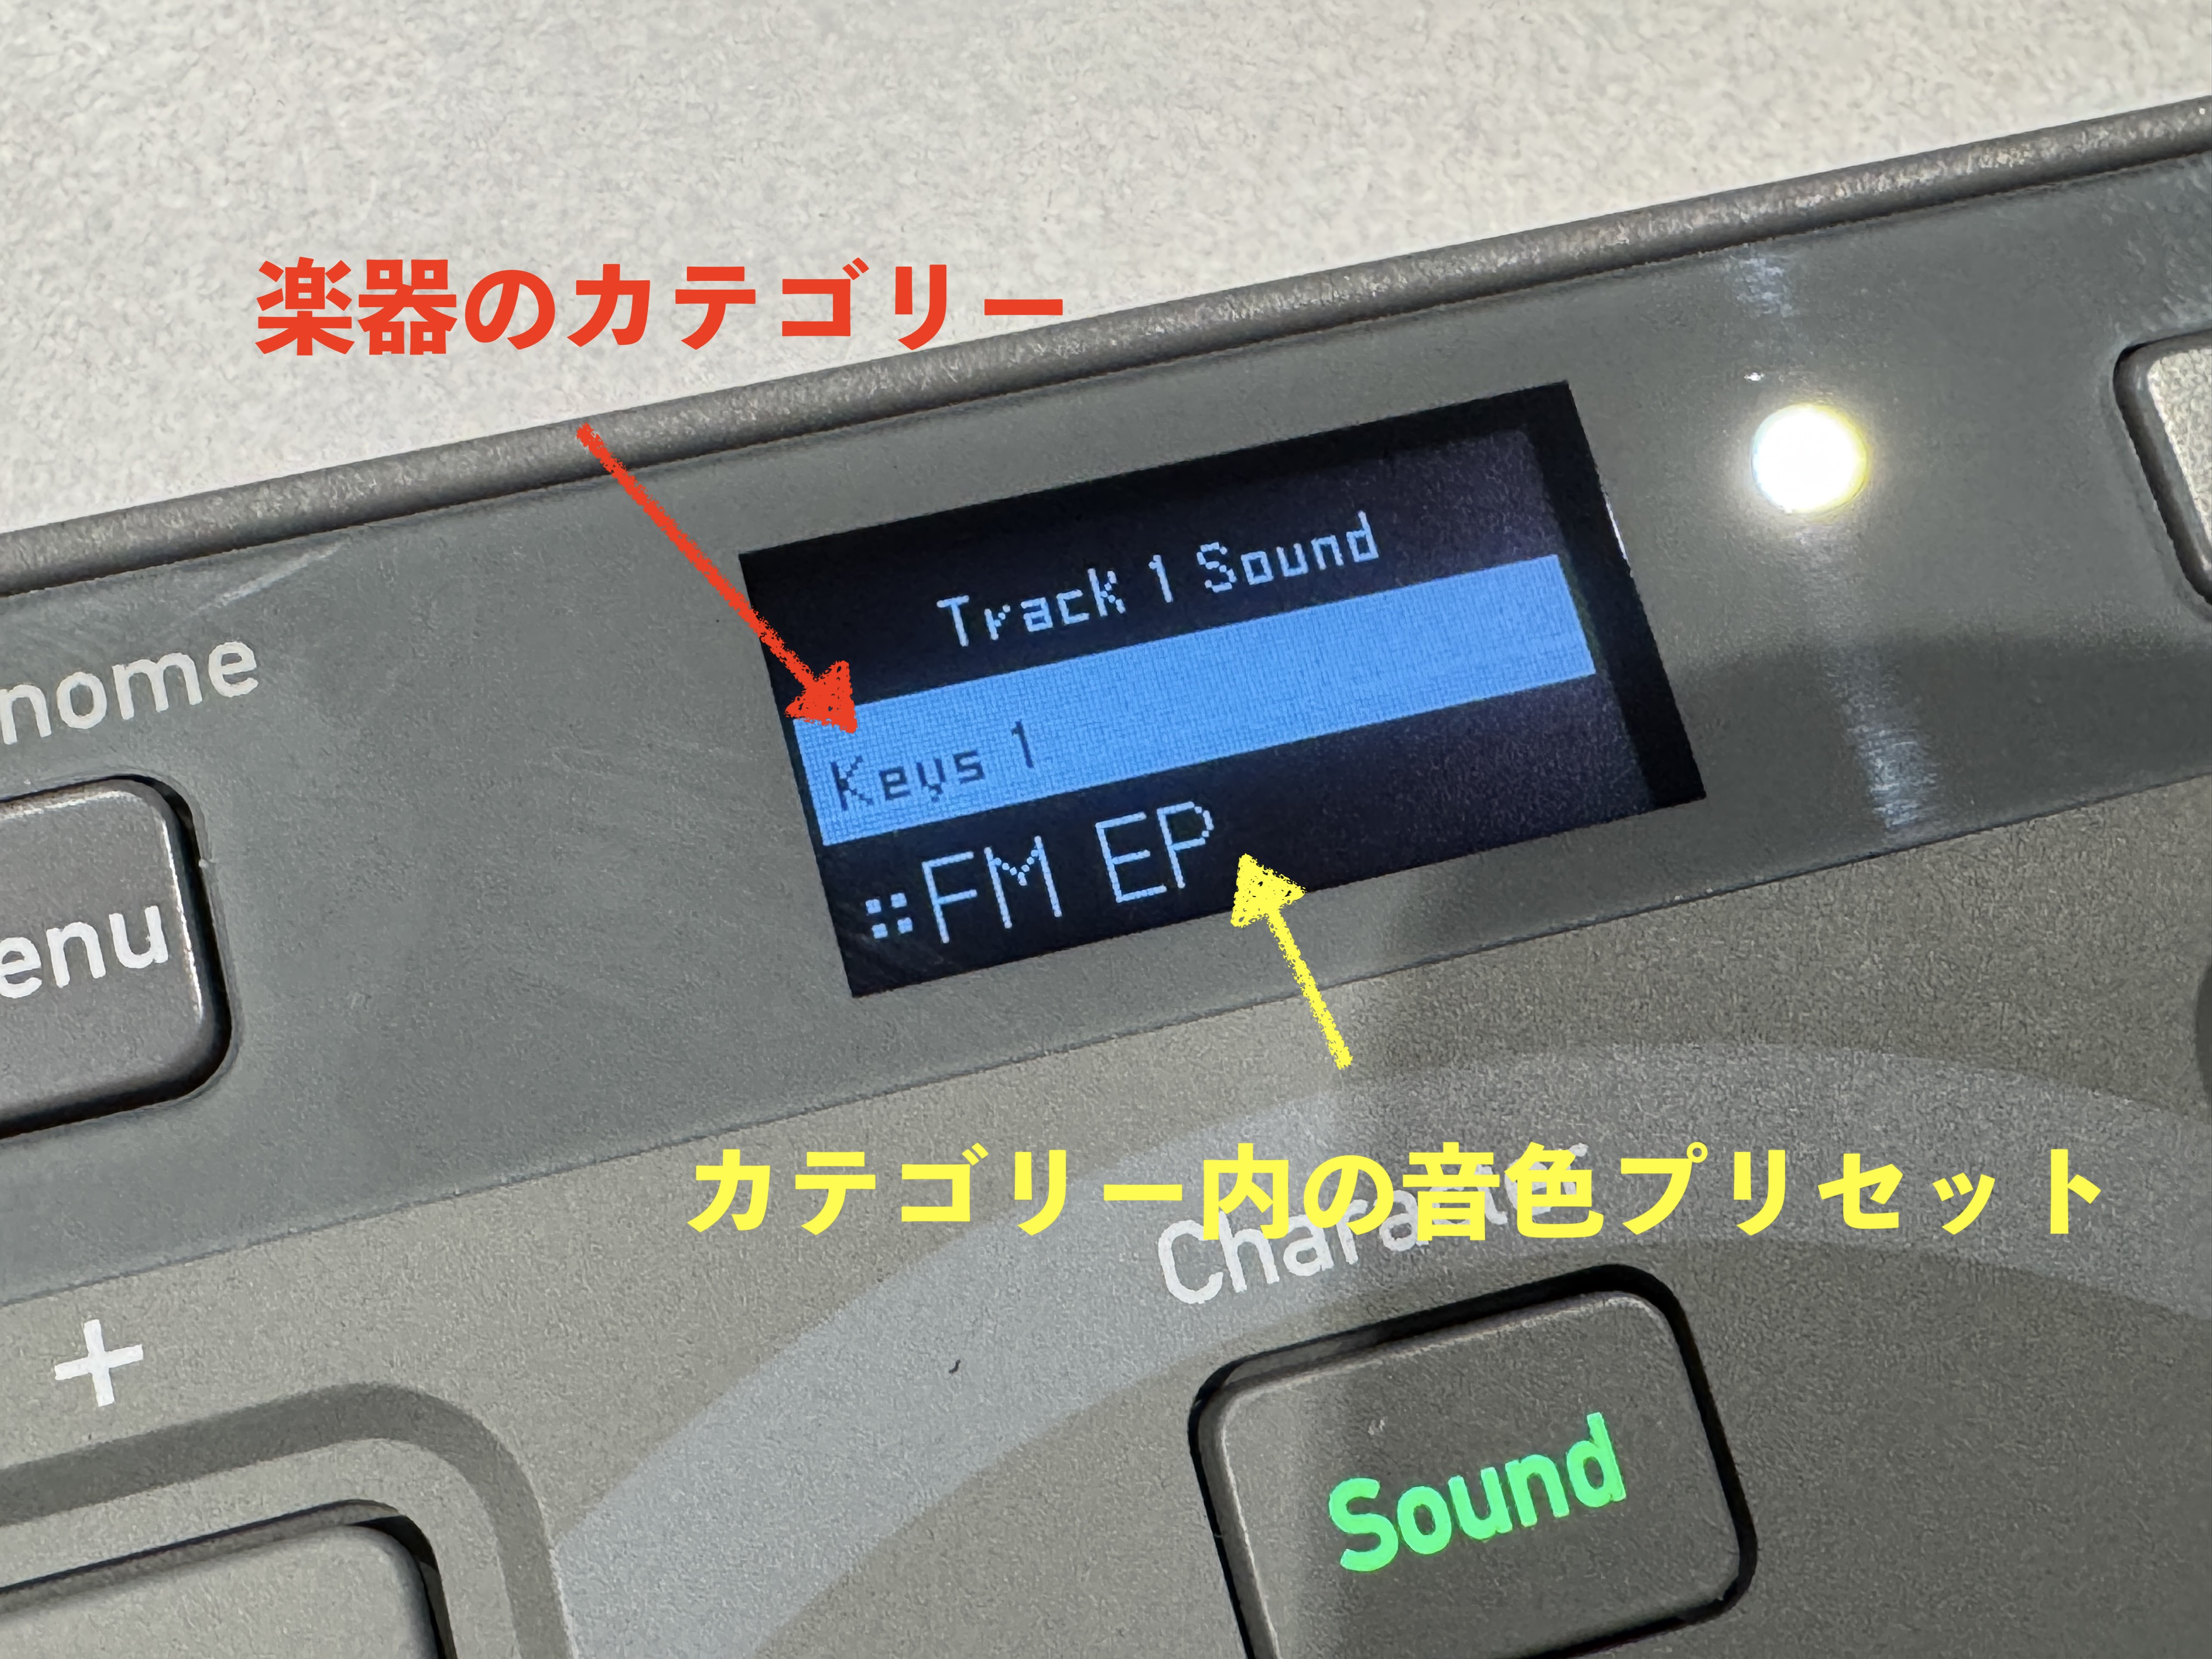 楽器のカテゴリー
Track 1 Sound
Keys 1
FM EP
nome
enu
カテゴリー内の音色プリセット
Character
+
Sound